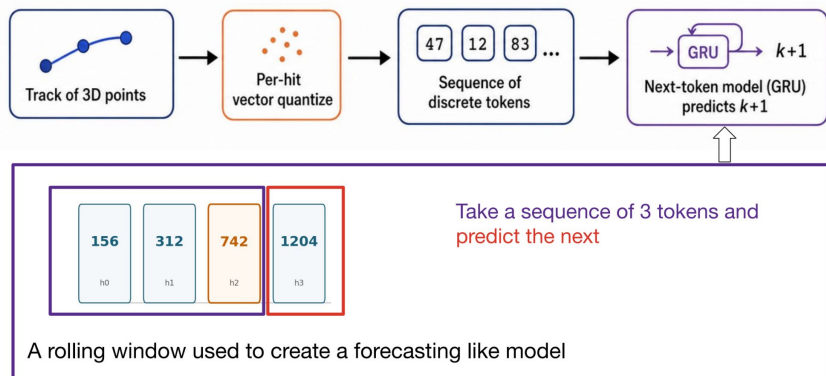 Track of 3D points
Per-hit
vector quantize
47 12 83 ...
Sequence of
discrete tokens
GRU k+1
Next-token model (GRU)
predicts k+1
156 312 742 1204
h0 h1 h2 h3
Take a sequence of 3 tokens and
predict the next
A rolling window used to create a forecasting like model